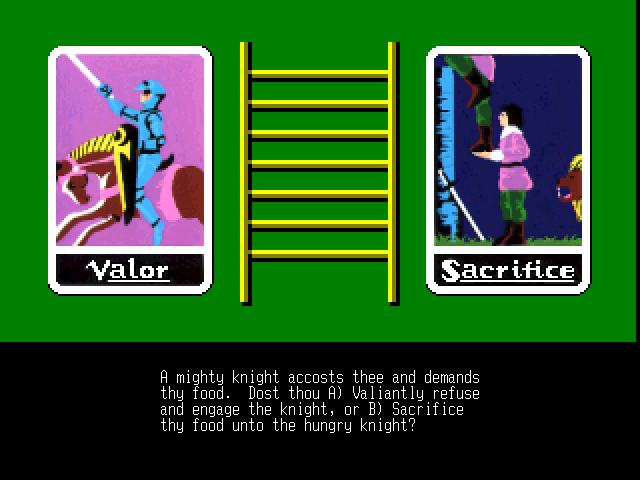 Valor
Sacrifice
A mighty knight accosts thee and demands
thy food.  Dost thou A) Valiantly refuse
and engage the knight, or B) Sacrifice
thy food unto the hungry knight?